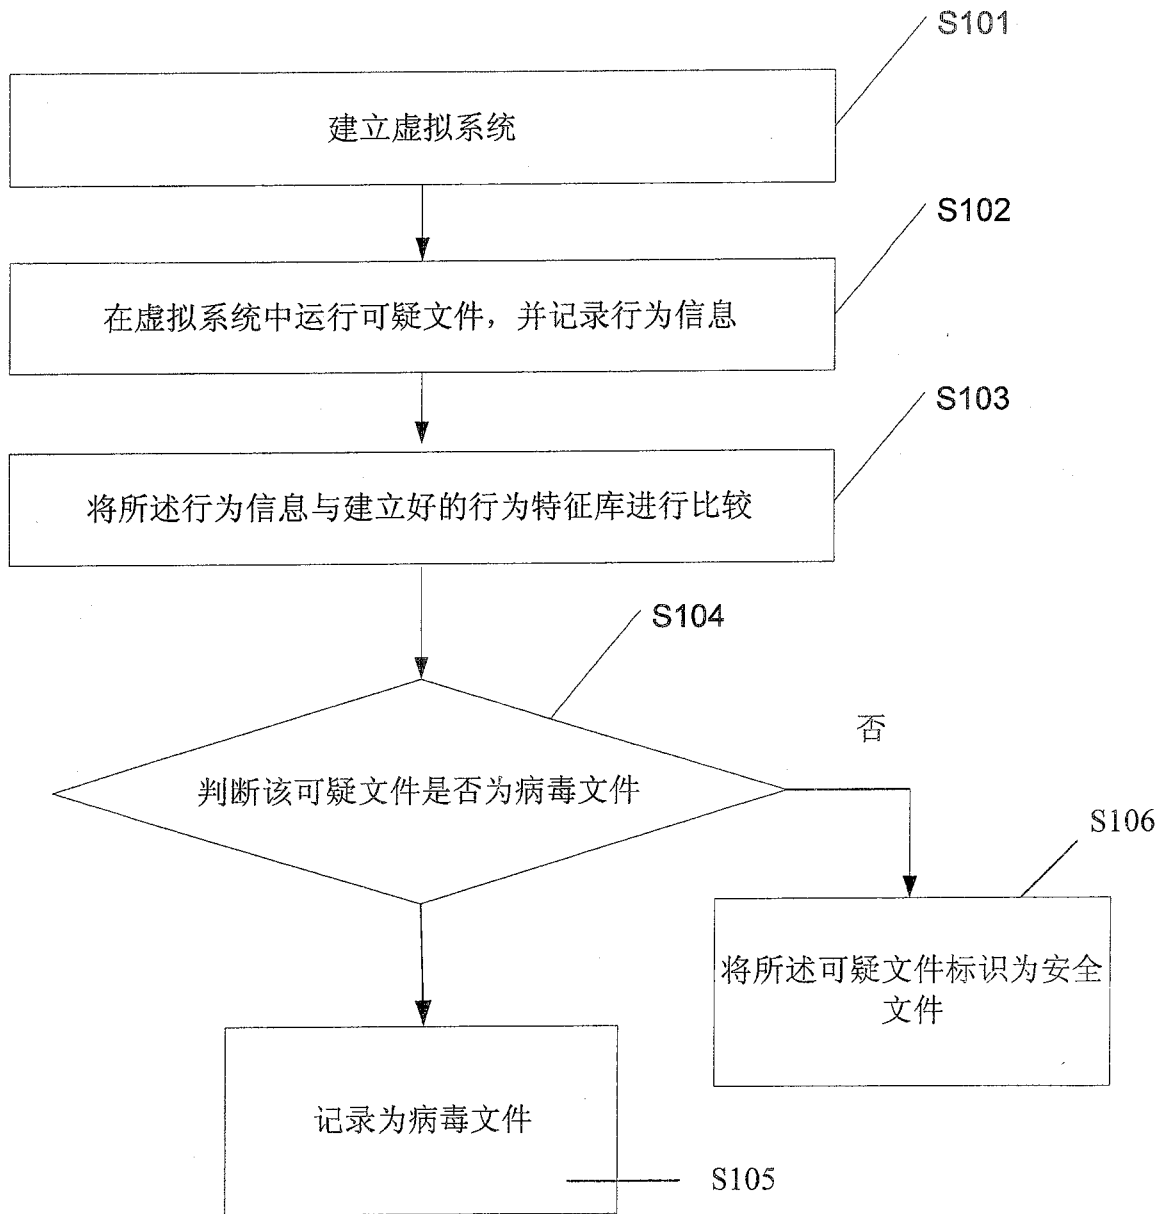 S101
建立虚拟系统
S102
在虚拟系统中运行可疑文件，并记录行为信息
S103
将所述行为信息与建立好的行为特征库进行比较
S104
否
判断该可疑文件是否为病毒文件
S106
将所述可疑文件标识为安全
文件
记录为病毒文件
S105